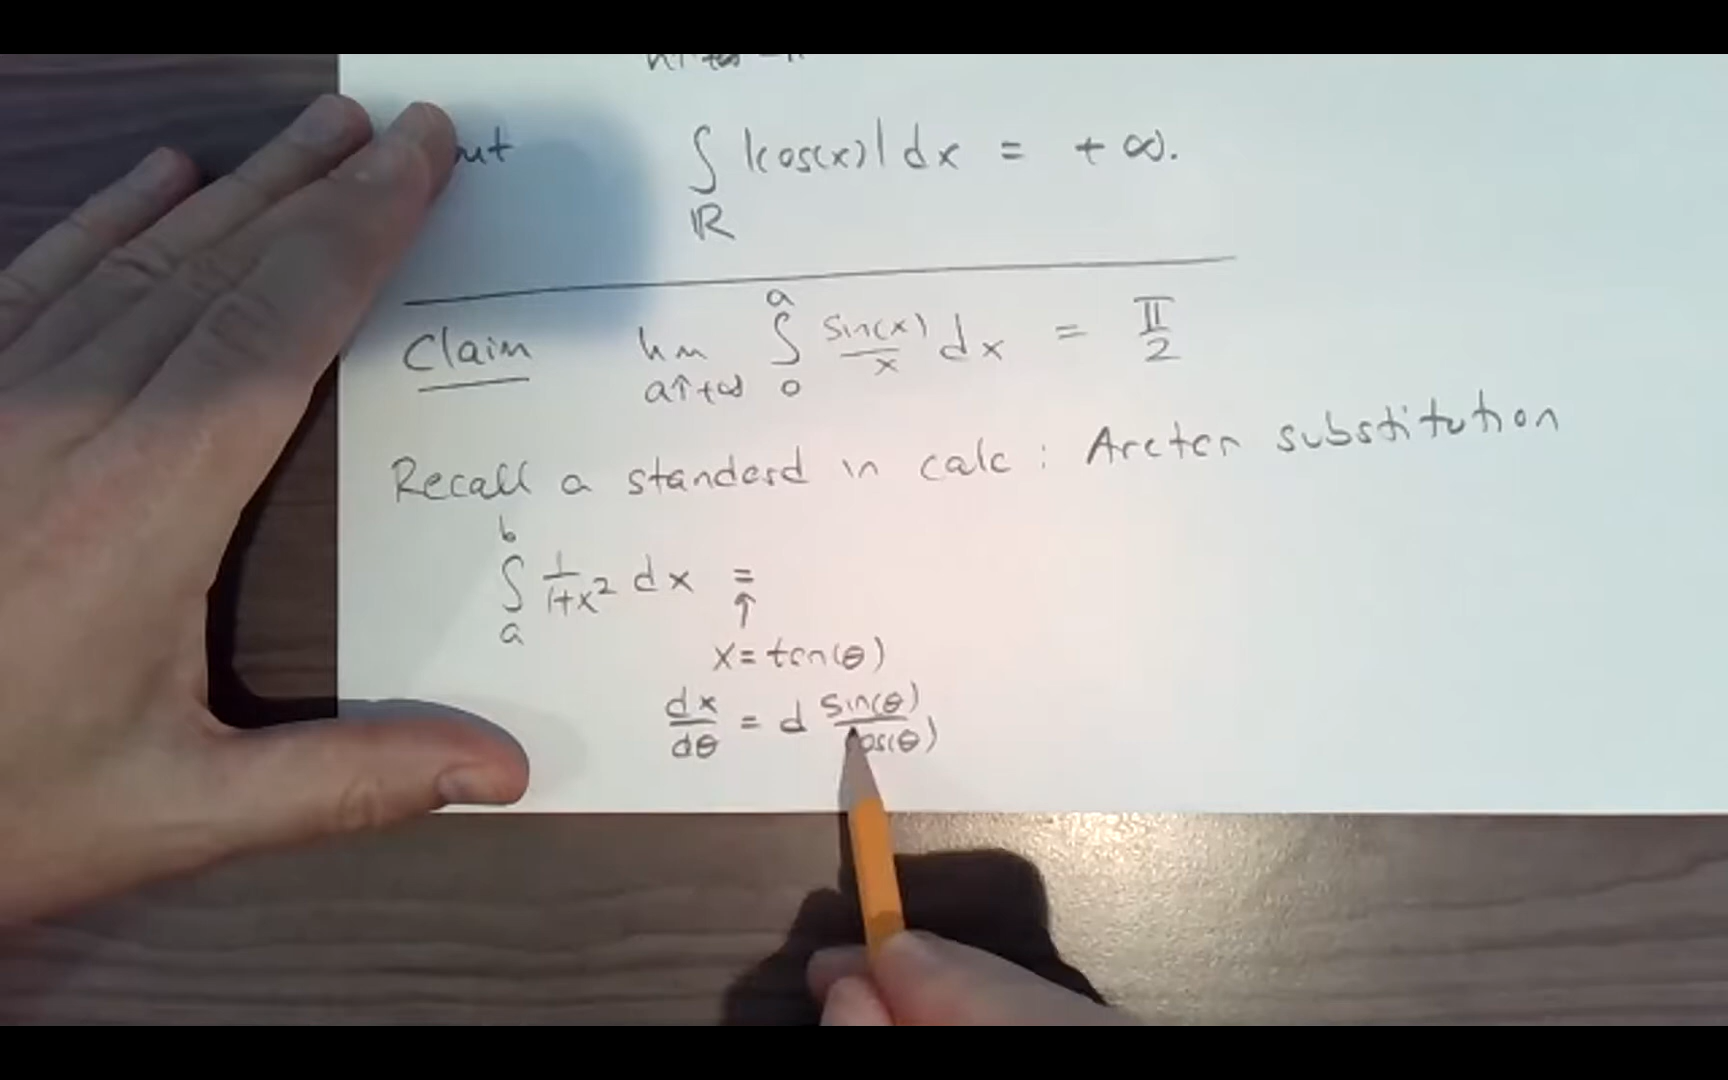 ∫_ℝ |cos(x)| dx = +∞.
Claim lim_{a↑+∞} ∫_0^a sin(x)/x dx = π/2
Recall a standard in calc : Arctan substitution
∫_a^b 1/(1+x²) dx =
↑
x = tan(θ)
dx/dθ = d sin(θ)/cos(θ)